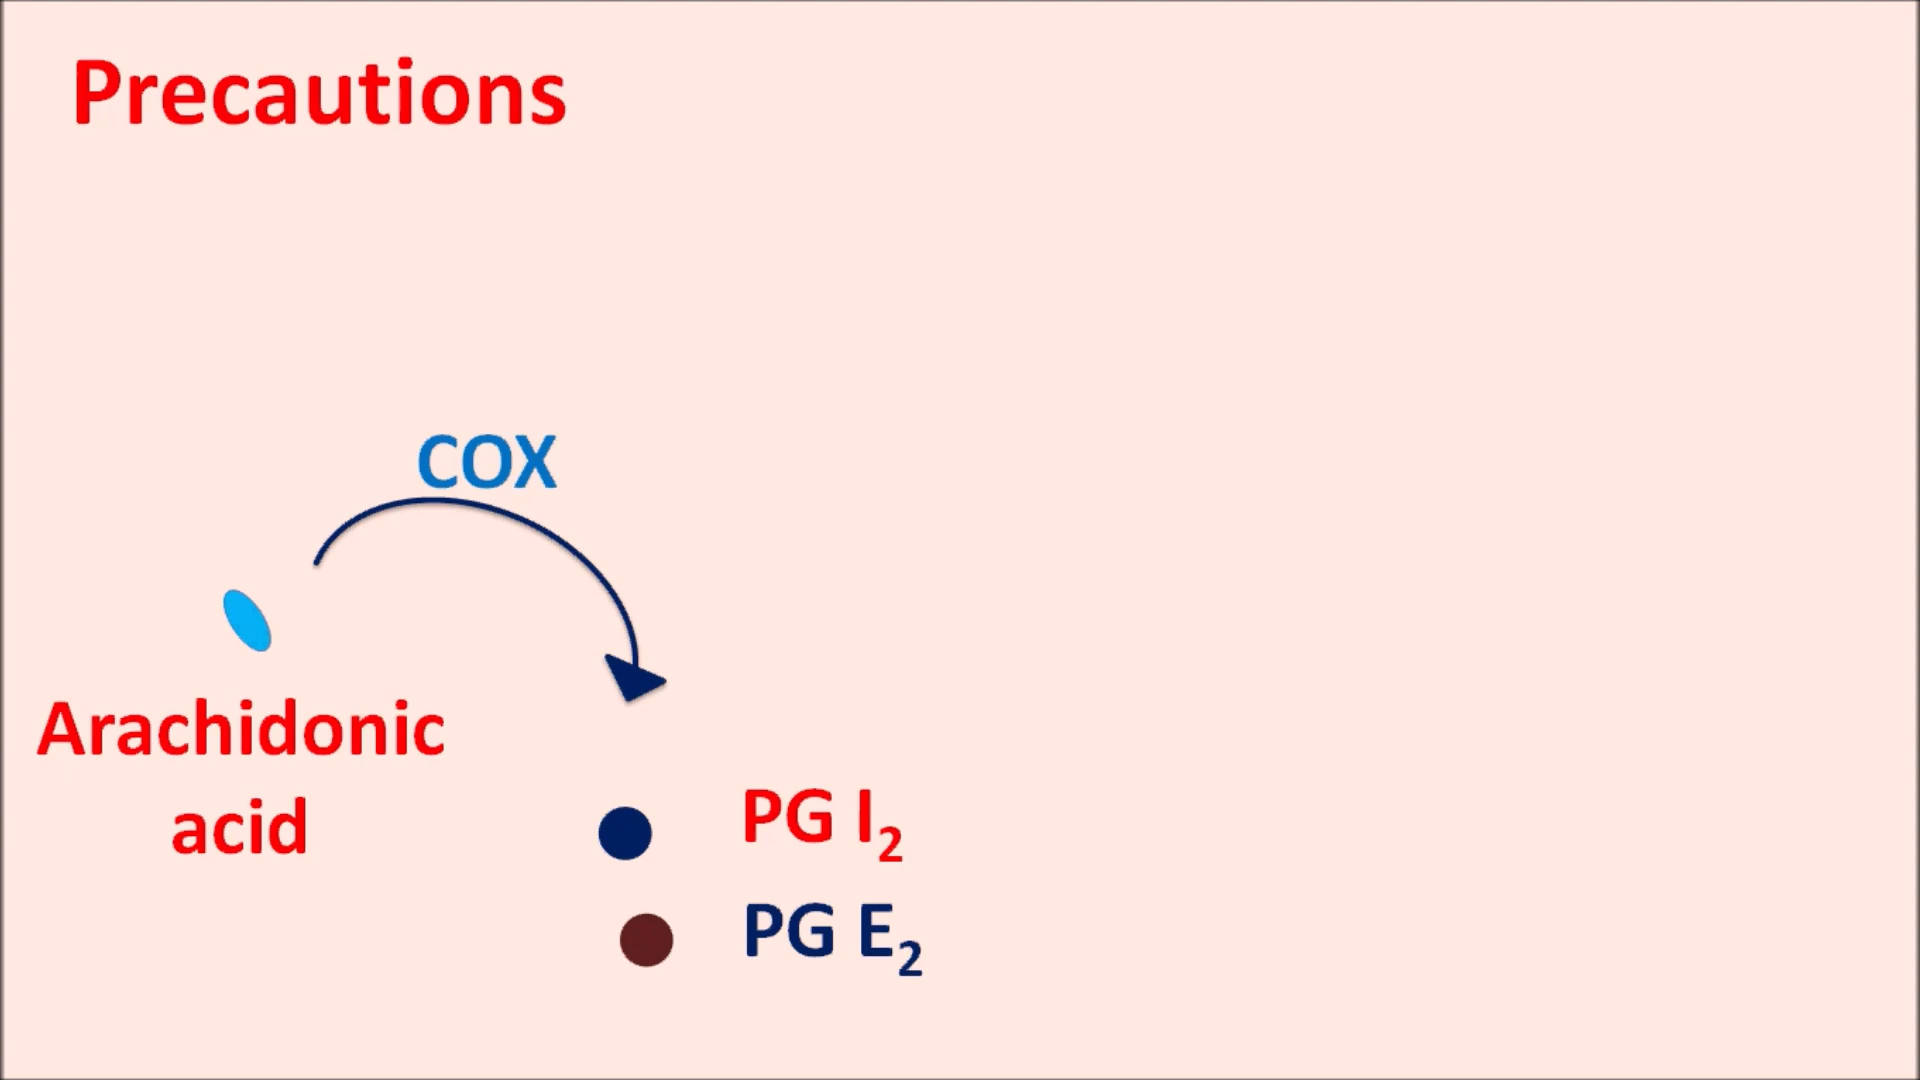 Precautions
COX
Arachidonic
acid
PG I₂
PG E₂